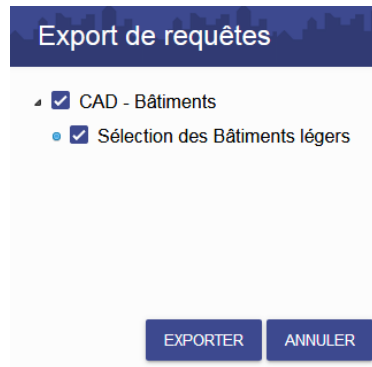 Export de requêtes
CAD - Bâtiments
Sélection des Bâtiments légers
EXPORTER ANNULER